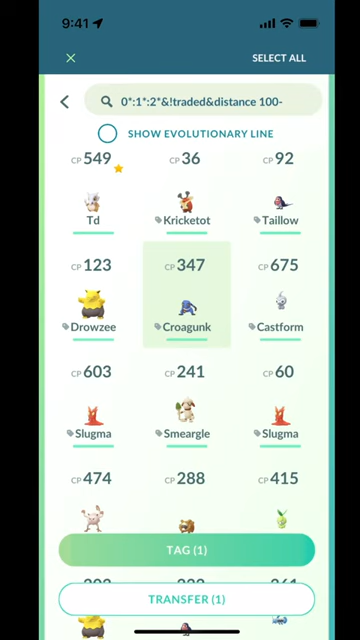 9:41
SELECT ALL
0*:1*:2*&!traded&distance 100-
SHOW EVOLUTIONARY LINE
CP 549 CP 36 CP 92
Td Kricketot Taillow
CP 123 CP 347 CP 675
Drowzee Croagunk Castform
CP 603 CP 241 CP 60
Slugma Smeargle Slugma
CP 474 CP 288 CP 415
TAG (1)
TRANSFER (1)